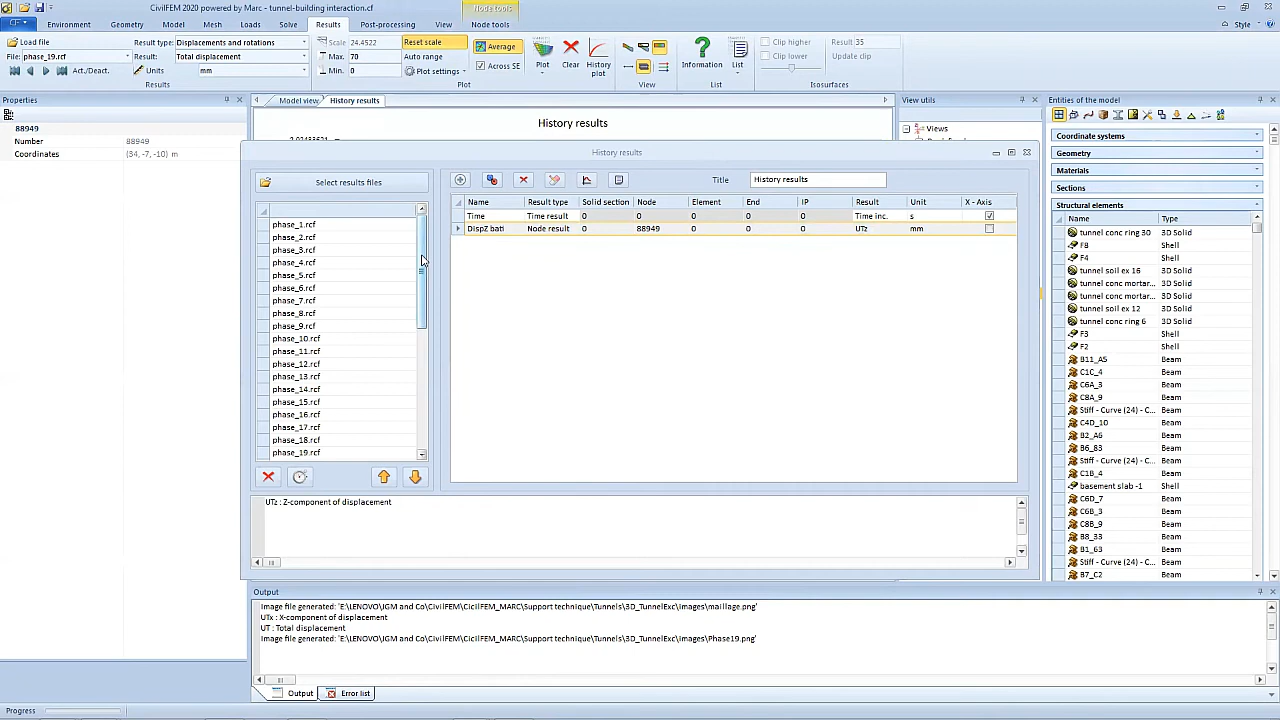 CivilFEM 2020 powered by Marc - tunnel-building interaction.cf
Node tools
CF
Environment Geometry Model Mesh Loads Solve Results Post-processing View Node tools Style
Load file Result type: Displacements and rotations Scale 24.4522 Reset scale Average Clip higher Result 35
File: phase_19.rcf Result: Total displacement Max. 70 Auto range Clip lower Update clip
Art.Enact. Units mm Min. 0 Plot settings Across SE Plot Clear History plot Information List
Results Plot View List Isosurfaces
Properties
88949
Number 88949
Coordinates (34, -7, -10) m
Model view History results
History results
History results
Select results files
Title History results
phase_1.rcf
phase_2.rcf
phase_3.rcf
phase_4.rcf
phase_5.rcf
phase_6.rcf
phase_7.rcf
phase_8.rcf
phase_9.rcf
phase_10.rcf
phase_11.rcf
phase_12.rcf
phase_13.rcf
phase_14.rcf
phase_15.rcf
phase_16.rcf
phase_17.rcf
phase_18.rcf
phase_19.rcf
Name Result type Solid section Node Element End IP Result Unit X - Axis
Time Time result 0 0 0 0 0 Time inc. s
DispZ bati Node result 0 88949 0 0 0 UTz mm
UTz : Z-component of displacement
View utils
Views
Entities of the model
Coordinate systems
Geometry
Materials
Sections
Structural elements
Name Type
tunnel conc ring 30 3D Solid
F8 Shell
F4 Shell
tunnel soil ex 16 3D Solid
tunnel conc mortar... 3D Solid
tunnel conc mortar... 3D Solid
tunnel soil ex 12 3D Solid
tunnel conc ring 6 3D Solid
F3 Shell
F2 Shell
B11_A5 Beam
C1C_4 Beam
C6A_3 Beam
C8A_9 Beam
Stiff - Curve (24) - C... Beam
C4D_10 Beam
B2_A6 Beam
B6_83 Beam
Stiff - Curve (24) - C... Beam
C1B_4 Beam
basement slab -1 Shell
C6D_7 Beam
C6B_3 Beam
C8B_9 Beam
B8_33 Beam
B1_63 Beam
Stiff - Curve (24) - C... Beam
B7_C2 Beam
Output
Image file generated: 'E:\LENOVO\IGM and Co\CivilFEM\CicilFEM_MARC\Support technique\Tunnels\3D_TunnelExc\Images\maillage.png'
UTx : X-component of displacement
UT : Total displacement
Image file generated: 'E:\LENOVO\IGM and Co\CivilFEM\CicilFEM_MARC\Support technique\Tunnels\3D_TunnelExc\Images\Phase19.png'
Output Error list
Progress